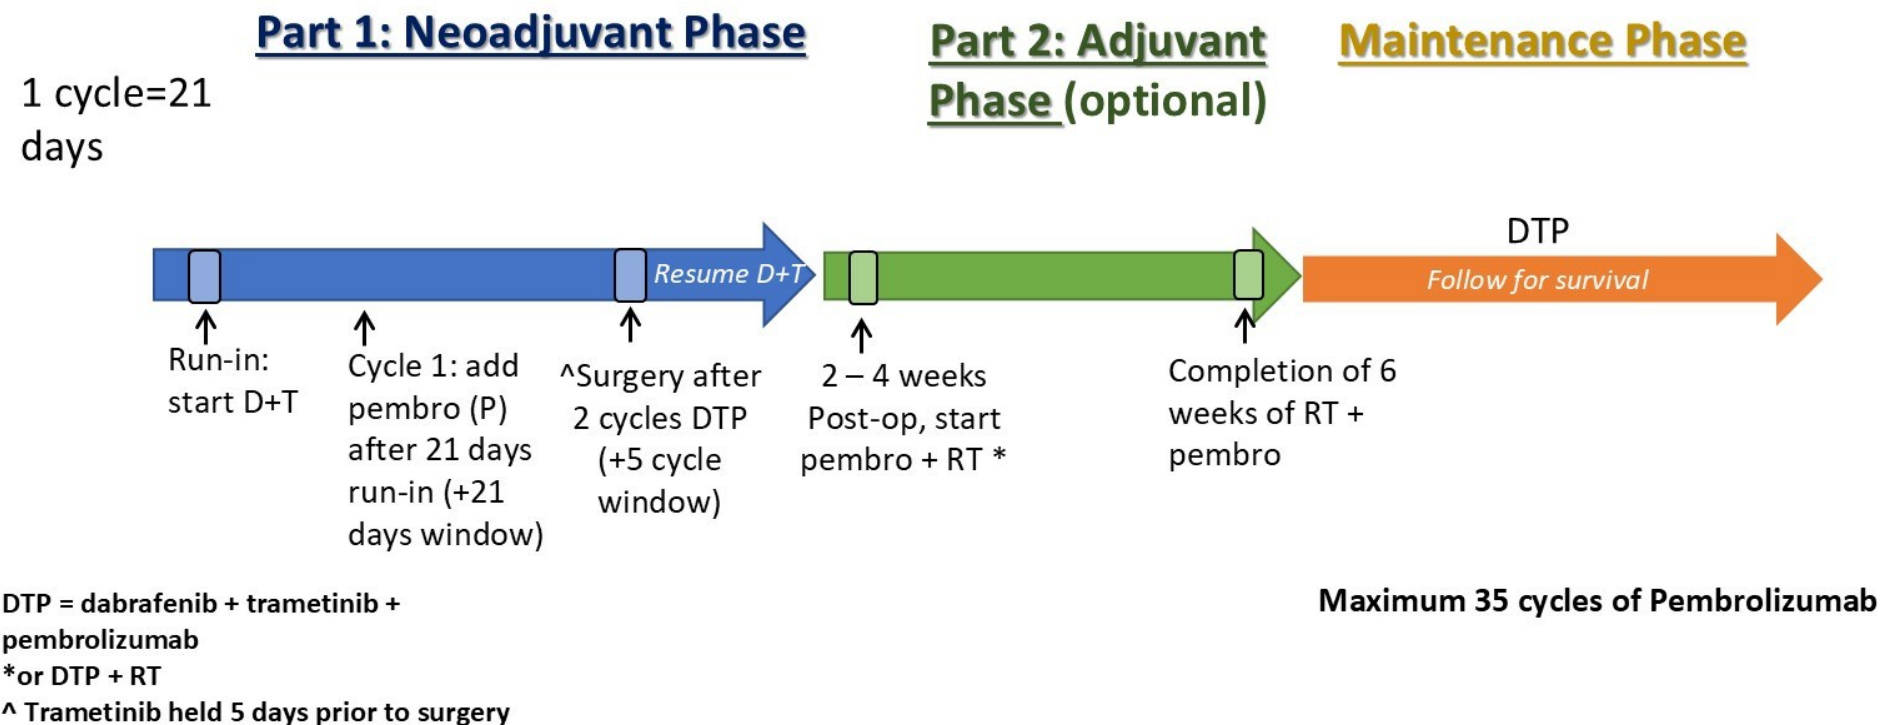 Part 1: Neoadjuvant Phase
Part 2: Adjuvant
Phase (optional)
Maintenance Phase
1 cycle=21
days
Resume D+T
DTP
Follow for survival
Run-in:
start D+T
Cycle 1: add
pembro (P)
after 21 days
run-in (+21
days window)
^Surgery after
2 cycles DTP
(+5 cycle
window)
2 – 4 weeks
Post-op, start
pembro + RT *
Completion of 6
weeks of RT +
pembro
DTP = dabrafenib + trametinib +
pembrolizumab
*or DTP + RT
^ Trametinib held 5 days prior to surgery
Maximum 35 cycles of Pembrolizumab